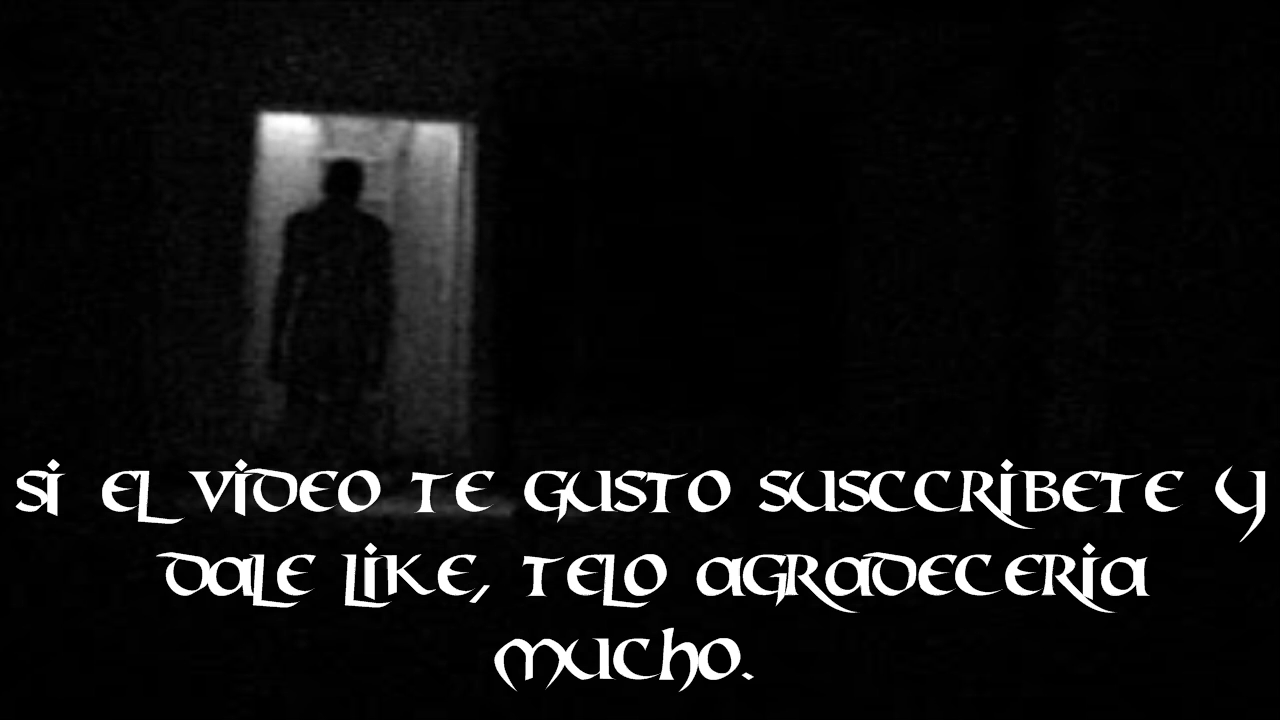 Si el video te gusto susccribete y
dale like, telo agradeceria
mucho.